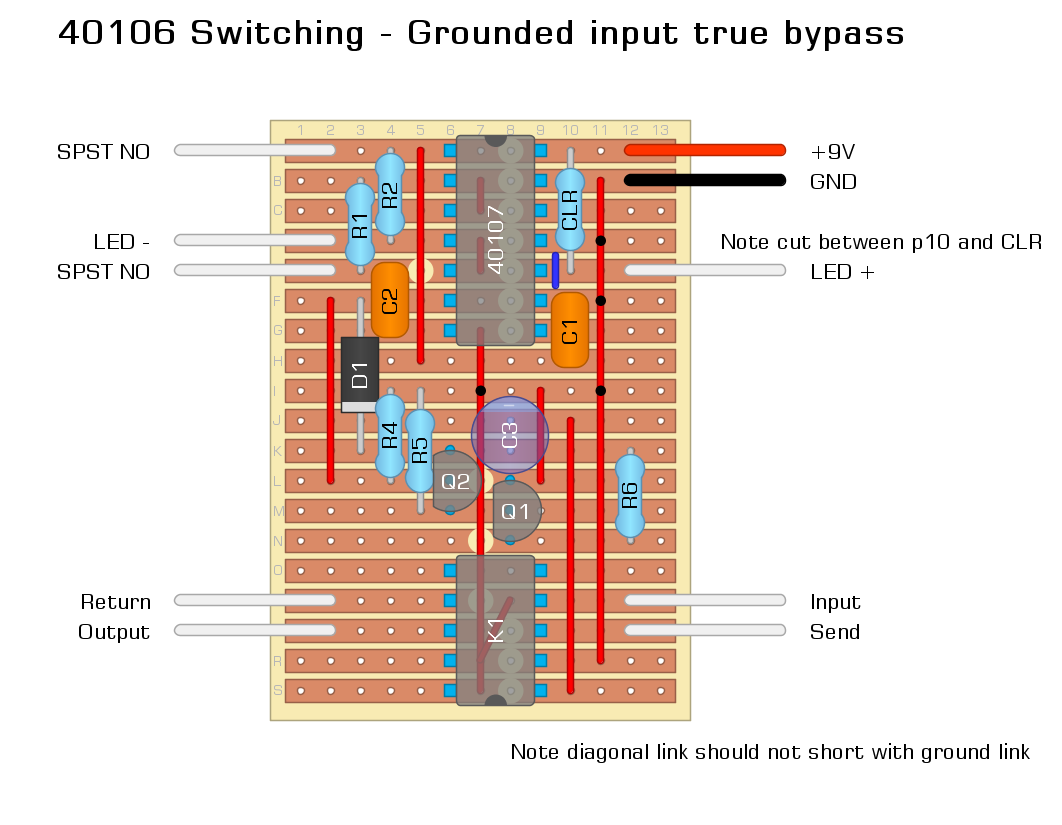 40106 Switching - Grounded input true bypass
1 2 3 4 5 6 7 8 9 10 11 12 13
SPST NO
+9V
B
GND
R2
CLR
C
R1
40107
LED -
Note cut between p10 and CLR
SPST NO
LED +
F
C2
G
C1
H
D1
I
J
R4
C3
K
R5
L
Q2
R6
M
Q1
N
O
Return
Input
Output
K1
Send
R
S
Note diagonal link should not short with ground link